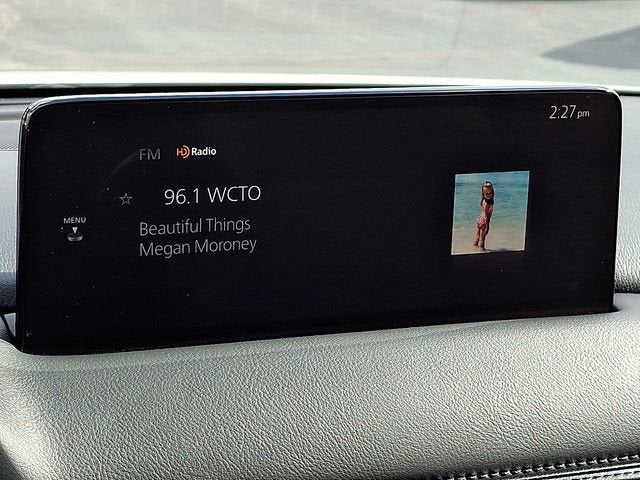 2:27 pm
FM HD Radio
96.1 WCTO
MENU
Beautiful Things
Megan Moroney